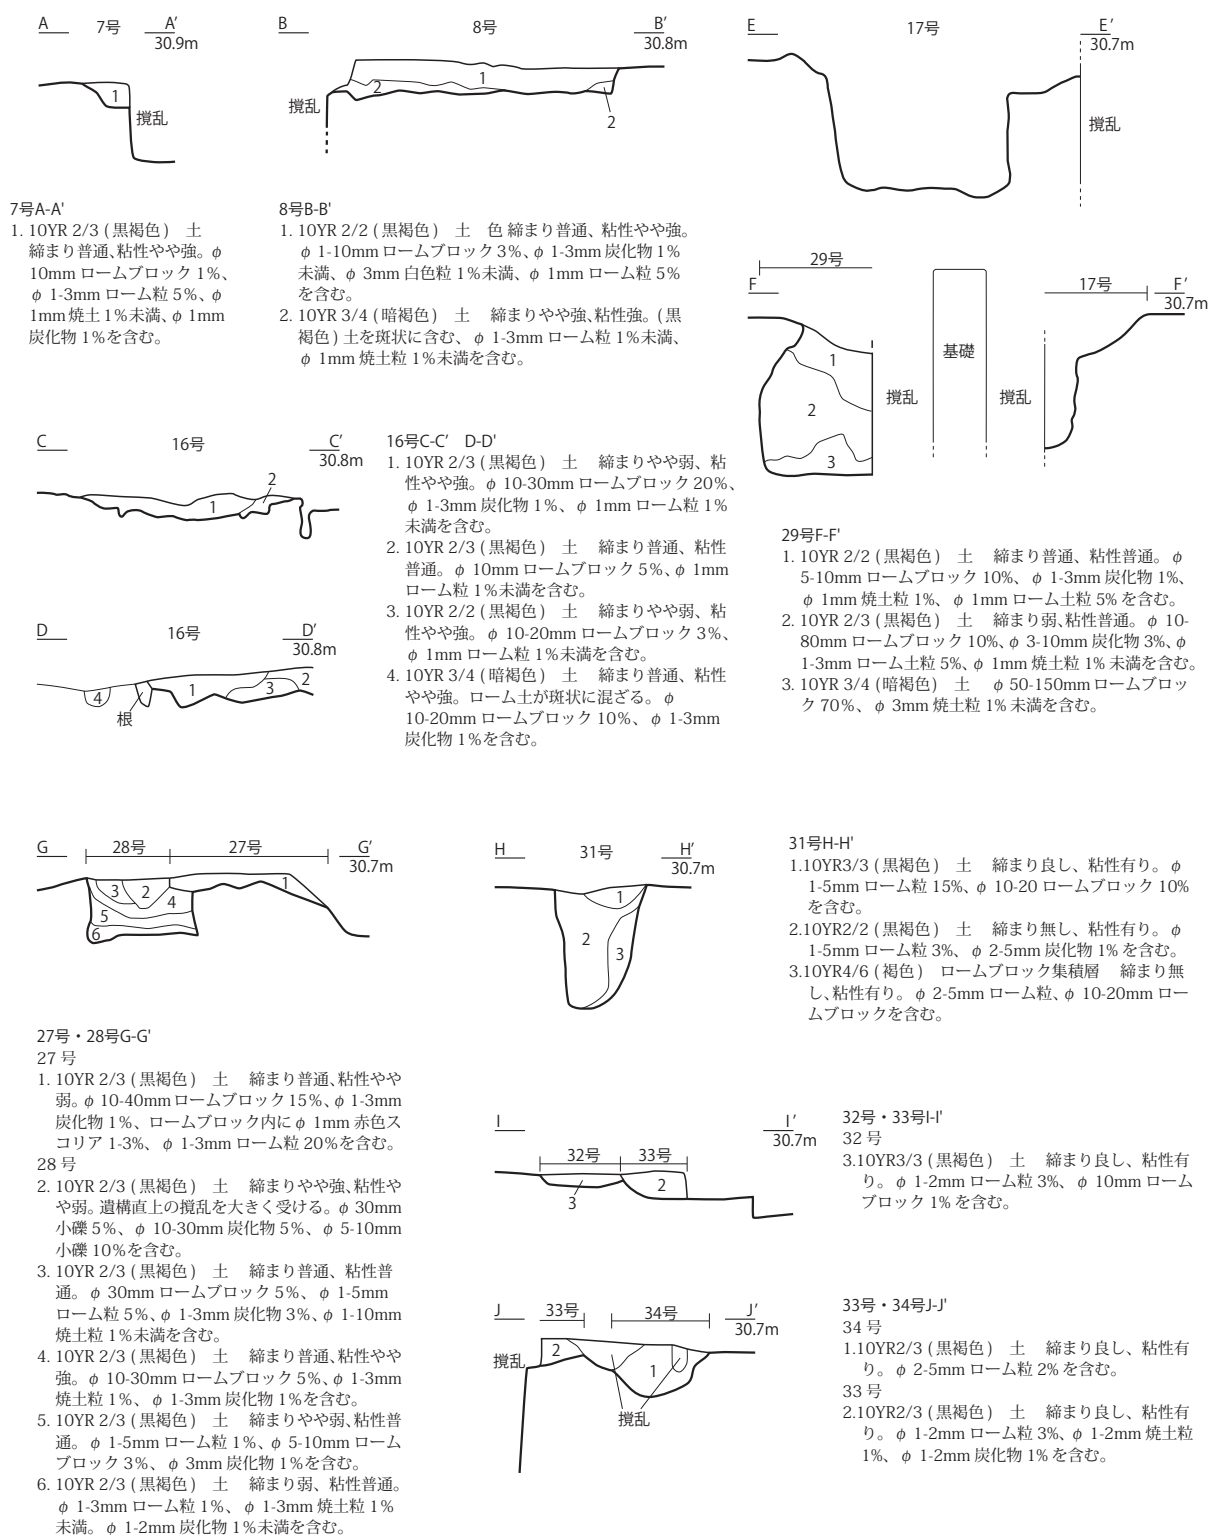 A 7号 A′
30.9m
1
撹乱
B 8号 B′
30.8m
1
2
撹乱
2
E 17号 E′
30.7m
撹乱
7号A-A'
1. 10YR 2/3 ( 黒褐色 ) 土
締まり普通、粘性やや強。φ
10mm ロームブロック 1%、
φ 1-3mm ローム粒 5%、φ
1mm 焼土 1％未満、φ 1mm
炭化物 1％を含む。
8号B-B'
1. 10YR 2/2 ( 黒褐色 ) 土 色 締まり普通、粘性やや強。
φ 1-10mm ロームブロック 3%、φ 1-3mm 炭化物 1％
未満、φ 3mm 白色粒 1％未満、φ 1mm ローム粒 5％
を含む。
2. 10YR 3/4 ( 暗褐色 ) 土 締まりやや強、粘性強。( 黒
褐色 ) 土を斑状に含む、φ 1-3mm ローム粒 1％未満、
φ 1mm 焼土粒 1％未満を含む。
29号
F 17号 F′
30.7m
1
2
3
撹乱
基礎
撹乱
29号F-F'
1. 10YR 2/2 ( 黒褐色 ) 土 締まり普通、粘性普通。φ
5-10mm ロームブロック 10%、φ 1-3mm 炭化物 1%、
φ 1mm 焼土粒 1%、φ 1mm ローム土粒 5% を含む。
2. 10YR 2/3 ( 黒褐色 ) 土 締まり弱、粘性普通。φ 10-
80mm ロームブロック 10%、φ 3-10mm 炭化物 3%、φ
1-3mm ローム土粒 5%、φ 1mm 焼土粒 1% 未満を含む。
3. 10YR 3/4 ( 暗褐色 ) 土 φ 50-150mm ロームブロッ
ク 70%、φ 3mm 焼土粒 1% 未満を含む。
C 16号 C′
30.8m
1
2
D 16号 D′
30.8m
4
根
1
3
2
16号C-C' D-D'
1. 10YR 2/3 ( 黒褐色 ) 土 締まりやや弱、粘
性やや強。φ 10-30mm ロームブロック 20%、
φ 1-3mm 炭化物 1%、φ 1mm ローム粒 1％
未満を含む。
2. 10YR 2/3 ( 黒褐色 ) 土 締まり普通、粘性
普通。φ 10mm ロームブロック 5％、φ 1mm
ローム粒 1％未満を含む。
3. 10YR 2/2 ( 黒褐色 ) 土 締まりやや弱、粘
性やや強。φ 10-20mm ロームブロック 3％、
φ 1mm ローム粒 1％未満を含む。
4. 10YR 3/4 ( 暗褐色 ) 土 締まり普通、粘性
やや強。ローム土が斑状に混ざる。φ
10-20mm ロームブロック 10%、φ 1-3mm
炭化物 1％を含む。
G 28号 27号 G′
30.7m
3
2
4
5
6
1
27号・28号G-G'
27 号
1. 10YR 2/3 ( 黒褐色 ) 土 締まり普通、粘性やや
弱。φ 10-40mm ロームブロック 15％、φ 1-3mm
炭化物 1％、ロームブロック内に φ 1mm 赤色ス
コリア 1-3%、φ 1-3mm ローム粒 20％を含む。
28 号
2. 10YR 2/3 ( 黒褐色 ) 土 締まりやや強、粘性や
や弱。遺構直上の撹乱を大きく受ける。φ 30mm
小礫 5％、φ 10-30mm 炭化物 5％、φ 5-10mm
小礫 10％を含む。
3. 10YR 2/3 ( 黒褐色 ) 土 締まり普通、粘性普
通。φ 30mm ロームブロック 5％、φ 1-5mm
ローム粒 5％、φ 1-3mm 炭化物 3％、φ 1-10mm
焼土粒 1％未満を含む。
4. 10YR 2/3 ( 黒褐色 ) 土 締まり普通、粘性やや
強。φ 10-30mm ロームブロック 5％、φ 1-3mm
焼土粒 1％、φ 1-3mm 炭化物 1％を含む。
5. 10YR 2/3 ( 黒褐色 ) 土 締まりやや弱、粘性普
通。φ 1-5mm ローム粒 1％、φ 5-10mm ローム
ブロック 3％、φ 3mm 炭化物 1％を含む。
6. 10YR 2/3 ( 黒褐色 ) 土 締まり弱、粘性普通。
φ 1-3mm ローム粒 1％、φ 1-3mm 焼土粒 1％
未満。φ 1-2mm 炭化物 1％未満を含む。
H 31号 H′
30.7m
1
2
3
31号H-H'
1.10YR3/3 ( 黒褐色 ) 土 締まり良し、粘性有り。φ
1-5mm ローム粒 15%、φ 10-20 ロームブロック 10%
を含む。
2.10YR2/2 ( 黒褐色 ) 土 締まり無し、粘性有り。φ
1-5mm ローム粒 3%、φ 2-5mm 炭化物 1% を含む。
3.10YR4/6 ( 褐色 ) ロームブロック集積層 締まり無
し、粘性有り。φ 2-5mm ローム粒、φ 10-20mm ロー
ムブロックを含む。
I I′
30.7m
32号 33号
3
2
32号・33号I-I'
32 号
3.10YR3/3 ( 黒褐色 ) 土 締まり良し、粘性有
り。φ 1-2mm ローム粒 3%、φ 10mm ローム
ブロック 1% を含む。
J 33号 34号 J′
30.7m
撹乱
2
1
撹乱
33号・34号J-J'
34 号
1.10YR2/3 ( 黒褐色 ) 土 締まり良し、粘性有
り。φ 2-5mm ローム粒 2% を含む。
33 号
2.10YR2/3 ( 黒褐色 ) 土 締まり良し、粘性有
り。φ 1-2mm ローム粒 3%、φ 1-2mm 焼土粒
1%、φ 1-2mm 炭化物 1% を含む。